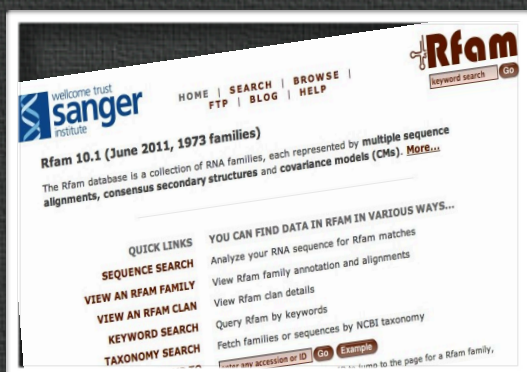 wellcome trust
sanger
institute
HOME | SEARCH | BROWSE |
FTP | BLOG | HELP
Rfam
keyword search Go
Rfam 10.1 (June 2011, 1973 families)
The Rfam database is a collection of RNA families, each represented by multiple sequence
alignments, consensus secondary structures and covariance models (CMs). More...
QUICK LINKS YOU CAN FIND DATA IN RFAM IN VARIOUS WAYS...
SEQUENCE SEARCH Analyze your RNA sequence for Rfam matches
VIEW AN RFAM FAMILY View Rfam family annotation and alignments
VIEW AN RFAM CLAN View Rfam clan details
KEYWORD SEARCH Query Rfam by keywords
TAXONOMY SEARCH Fetch families or sequences by NCBI taxonomy
TO enter any accession or ID Go Example
to jump to the page for a Rfam family,